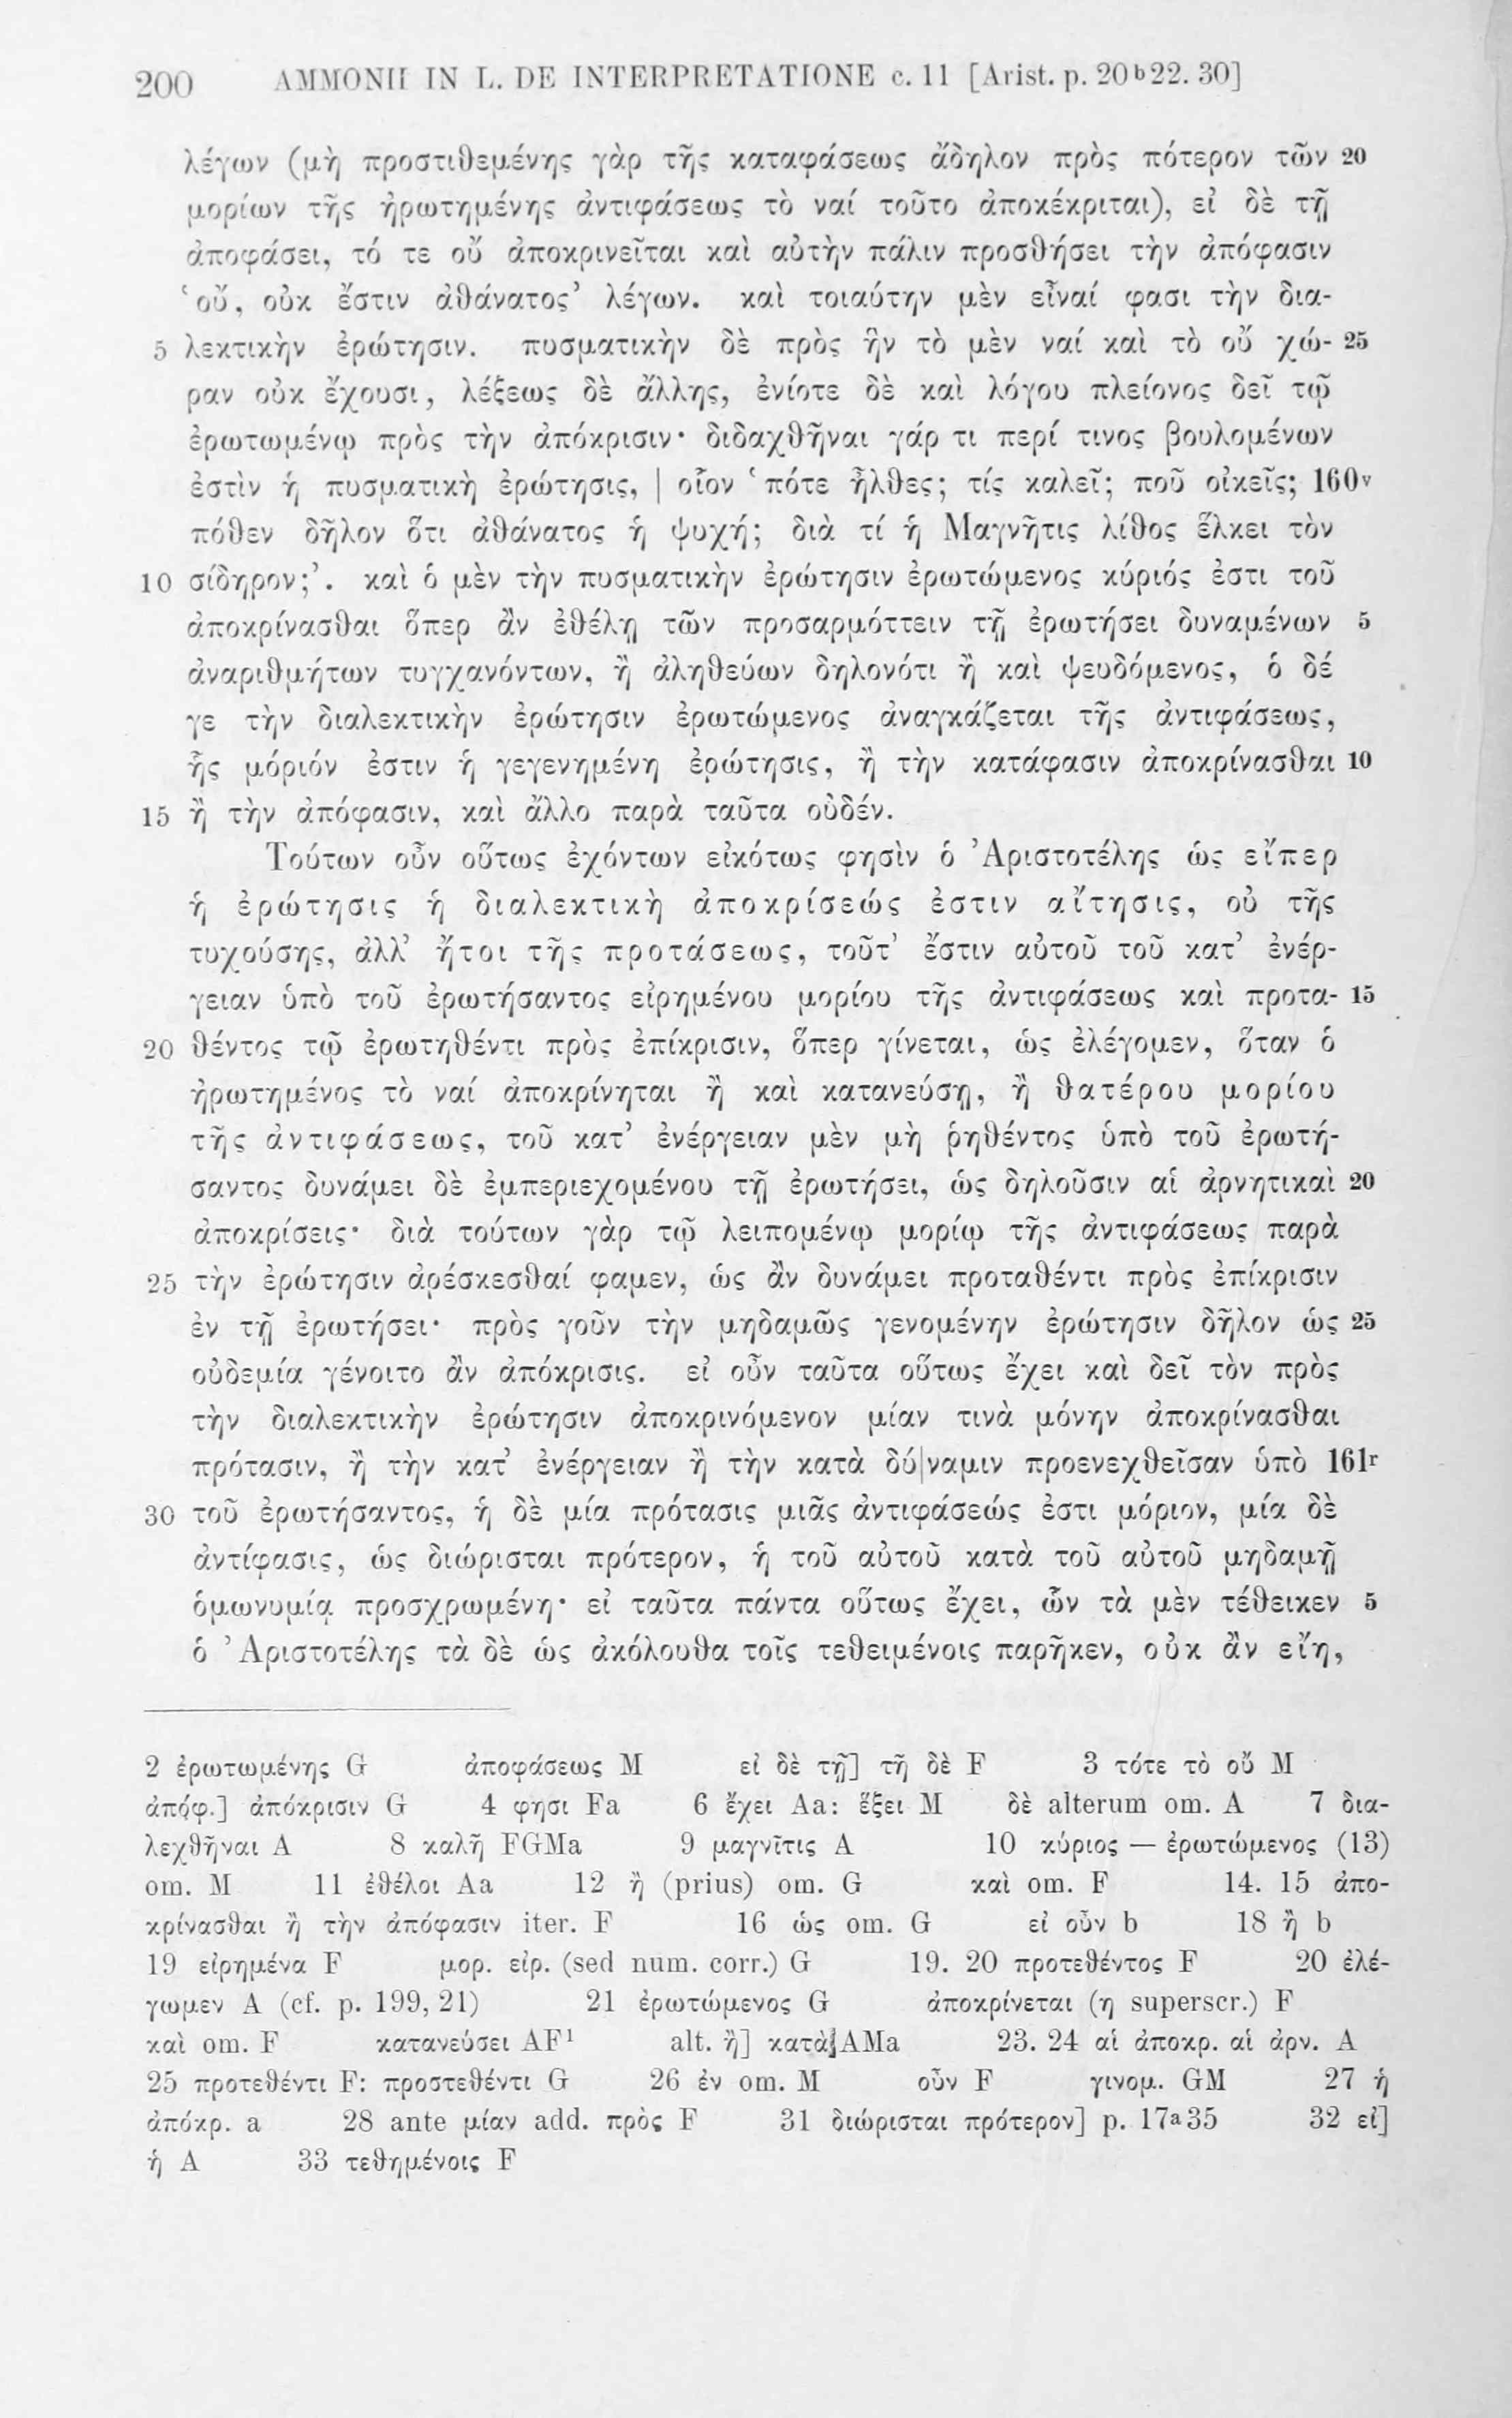 200 AMMONII IN L. DE INTERPRETATIONE c. 11 [Arist. p. 20ᵇ22. 30]
λέγων (μὴ προστιθεμένης γὰρ τῆς καταφάσεως ἄδηλον πρὸς πότερον τῶν 20
μορίων τῆς ἠρωτημένης ἀντιφάσεως τὸ ναί τοῦτο ἀποκέκριται), εἰ δὲ τῇ
ἀποφάσει, τό τε οὔ ἀποκρινεῖται καὶ αὐτὴν πάλιν προσθήσει τὴν ἀπόφασιν
‘οὔ, οὐκ ἔστιν ἀθάνατος’ λέγων. καὶ τοιαύτην μὲν εἶναί φασι τὴν δια-
5 λεκτικὴν ἐρώτησιν. πυσματικὴν δὲ πρὸς ἣν τὸ μὲν ναί καὶ τὸ οὔ χώ- 25
ραν οὐκ ἔχουσι, λέξεως δὲ ἄλλης, ἐνίοτε δὲ καὶ λόγου πλείονος δεῖ τῷ
ἐρωτωμένῳ πρὸς τὴν ἀπόκρισιν· διδαχθῆναι γάρ τι περί τινος βουλομένων
ἐστὶν ἡ πυσματικὴ ἐρώτησις, | οἷον ‘πότε ἦλθες; τίς καλεῖ; ποῦ οἰκεῖς; 160v
πόθεν δῆλον ὅτι ἀθάνατος ἡ ψυχή; διὰ τί ἡ Μαγνῆτις λίθος ἕλκει τὸν
10 σίδηρον;’. καὶ ὁ μὲν τὴν πυσματικὴν ἐρώτησιν ἐρωτώμενος κύριός ἐστι τοῦ
ἀποκρίνασθαι ὅπερ ἂν ἐθέλῃ τῶν προσαρμόττειν τῇ ἐρωτήσει δυναμένων 5
ἀναριθμήτων τυγχανόντων, ἢ ἀληθεύων δηλονότι ἢ καὶ ψευδόμενος, ὁ δέ
γε τὴν διαλεκτικὴν ἐρώτησιν ἐρωτώμενος ἀναγκάζεται τῆς ἀντιφάσεως,
ἧς μόριόν ἐστιν ἡ γεγενημένη ἐρώτησις, ἢ τὴν κατάφασιν ἀποκρίνασθαι 10
15 ἢ τὴν ἀπόφασιν, καὶ ἄλλο παρὰ ταῦτα οὐδέν.
Τούτων οὖν οὕτως ἐχόντων εἰκότως φησὶν ὁ Ἀριστοτέλης ὡς εἴπερ
ἡ ἐρώτησις ἡ διαλεκτικὴ ἀποκρίσεώς ἐστιν αἴτησις, οὐ τῆς
τυχούσης, ἀλλ’ ἤτοι τῆς προτάσεως, τοῦτ’ ἔστιν αὐτοῦ τοῦ κατ’ ἐνέρ-
γειαν ὑπὸ τοῦ ἐρωτήσαντος εἰρημένου μορίου τῆς ἀντιφάσεως καὶ προτα- 15
20 θέντος τῷ ἐρωτηθέντι πρὸς ἐπίκρισιν, ὅπερ γίνεται, ὡς ἐλέγομεν, ὅταν ὁ
ἠρωτημένος τὸ ναί ἀποκρίνηται ἢ καὶ κατανεύσῃ, ἢ θατέρου μορίου
τῆς ἀντιφάσεως, τοῦ κατ’ ἐνέργειαν μὲν μὴ ῥηθέντος ὑπὸ τοῦ ἐρωτή-
σαντος δυνάμει δὲ ἐμπεριεχομένου τῇ ἐρωτήσει, ὡς δηλοῦσιν αἱ ἀρνητικαὶ 20
ἀποκρίσεις· διὰ τούτων γὰρ τῷ λειπομένῳ μορίῳ τῆς ἀντιφάσεως παρὰ
25 τὴν ἐρώτησιν ἀρέσκεσθαί φαμεν, ὡς ἂν δυνάμει προταθέντι πρὸς ἐπίκρισιν
ἐν τῇ ἐρωτήσει· πρὸς γοῦν τὴν μηδαμῶς γενομένην ἐρώτησιν δῆλον ὡς 25
οὐδεμία γένοιτο ἂν ἀπόκρισις. εἰ οὖν ταῦτα οὕτως ἔχει καὶ δεῖ τὸν πρὸς
τὴν διαλεκτικὴν ἐρώτησιν ἀποκρινόμενον μίαν τινὰ μόνην ἀποκρίνασθαι
πρότασιν, ἢ τὴν κατ’ ἐνέργειαν ἢ τὴν κατὰ δύ|ναμιν προενεχθεῖσαν ὑπὸ 161r
30 τοῦ ἐρωτήσαντος, ἡ δὲ μία πρότασις μιᾶς ἀντιφάσεώς ἐστι μόριον, μία δὲ
ἀντίφασις, ὡς διώρισται πρότερον, ἡ τοῦ αὐτοῦ κατὰ τοῦ αὐτοῦ μηδαμῇ
ὁμωνυμίᾳ προσχρωμένη· εἰ ταῦτα πάντα οὕτως ἔχει, ὧν τὰ μὲν τέθεικεν 5
ὁ Ἀριστοτέλης τὰ δὲ ὡς ἀκόλουθα τοῖς τεθειμένοις παρῆκεν, οὐκ ἂν εἴη,
2 ἐρωτωμένης G ἀποφάσεως M εἰ δὲ τῇ] τῇ δὲ F 3 τότε τὸ οὔ M
ἀπόφ.] ἀπόκρισιν G 4 φησι Fa 6 ἔχει Aa: ἕξει M δὲ alterum om. A 7 δια-
λεχθῆναι A 8 καλῇ FGMa 9 μαγνῖτις A 10 κύριος — ἐρωτώμενος (13)
om. M 11 ἐθέλοι Aa 12 ἢ (prius) om. G καὶ om. F 14. 15 ἀπο-
κρίνασθαι ἢ τὴν ἀπόφασιν iter. F 16 ὡς om. G εἰ οὖν b 18 ἢ b
19 εἰρημένα F μορ. εἰρ. (sed num. corr.) G 19. 20 προτεθέντος F 20 ἐλέ-
γωμεν A (cf. p. 199, 21) 21 ἐρωτώμενος G ἀποκρίνεται (η superscr.) F
καὶ om. F κατανεύσει AF¹ alt. ἢ] κατὰ AMa 23. 24 αἱ ἀποκρ. αἱ ἀρν. A
25 προτεθέντι F: προστεθέντι G 26 ἐν om. M οὖν F γινομ. GM 27 ἡ
ἀπόκρ. a 28 ante μίαν add. πρὸς F 31 διώρισται πρότερον] p. 17ᵃ35 32 εἰ]
ἡ A 33 τεθημένοις F